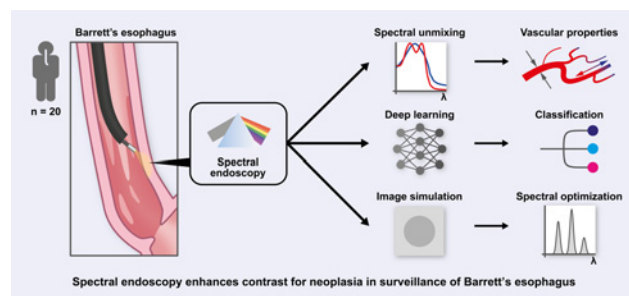 Barrett's esophagus
n = 20
Spectral
endoscopy
Spectral unmixing
λ
Vascular properties
Deep learning
Classification
Image simulation
Spectral optimization
λ
Spectral endoscopy enhances contrast for neoplasia in surveillance of Barrett's esophagus